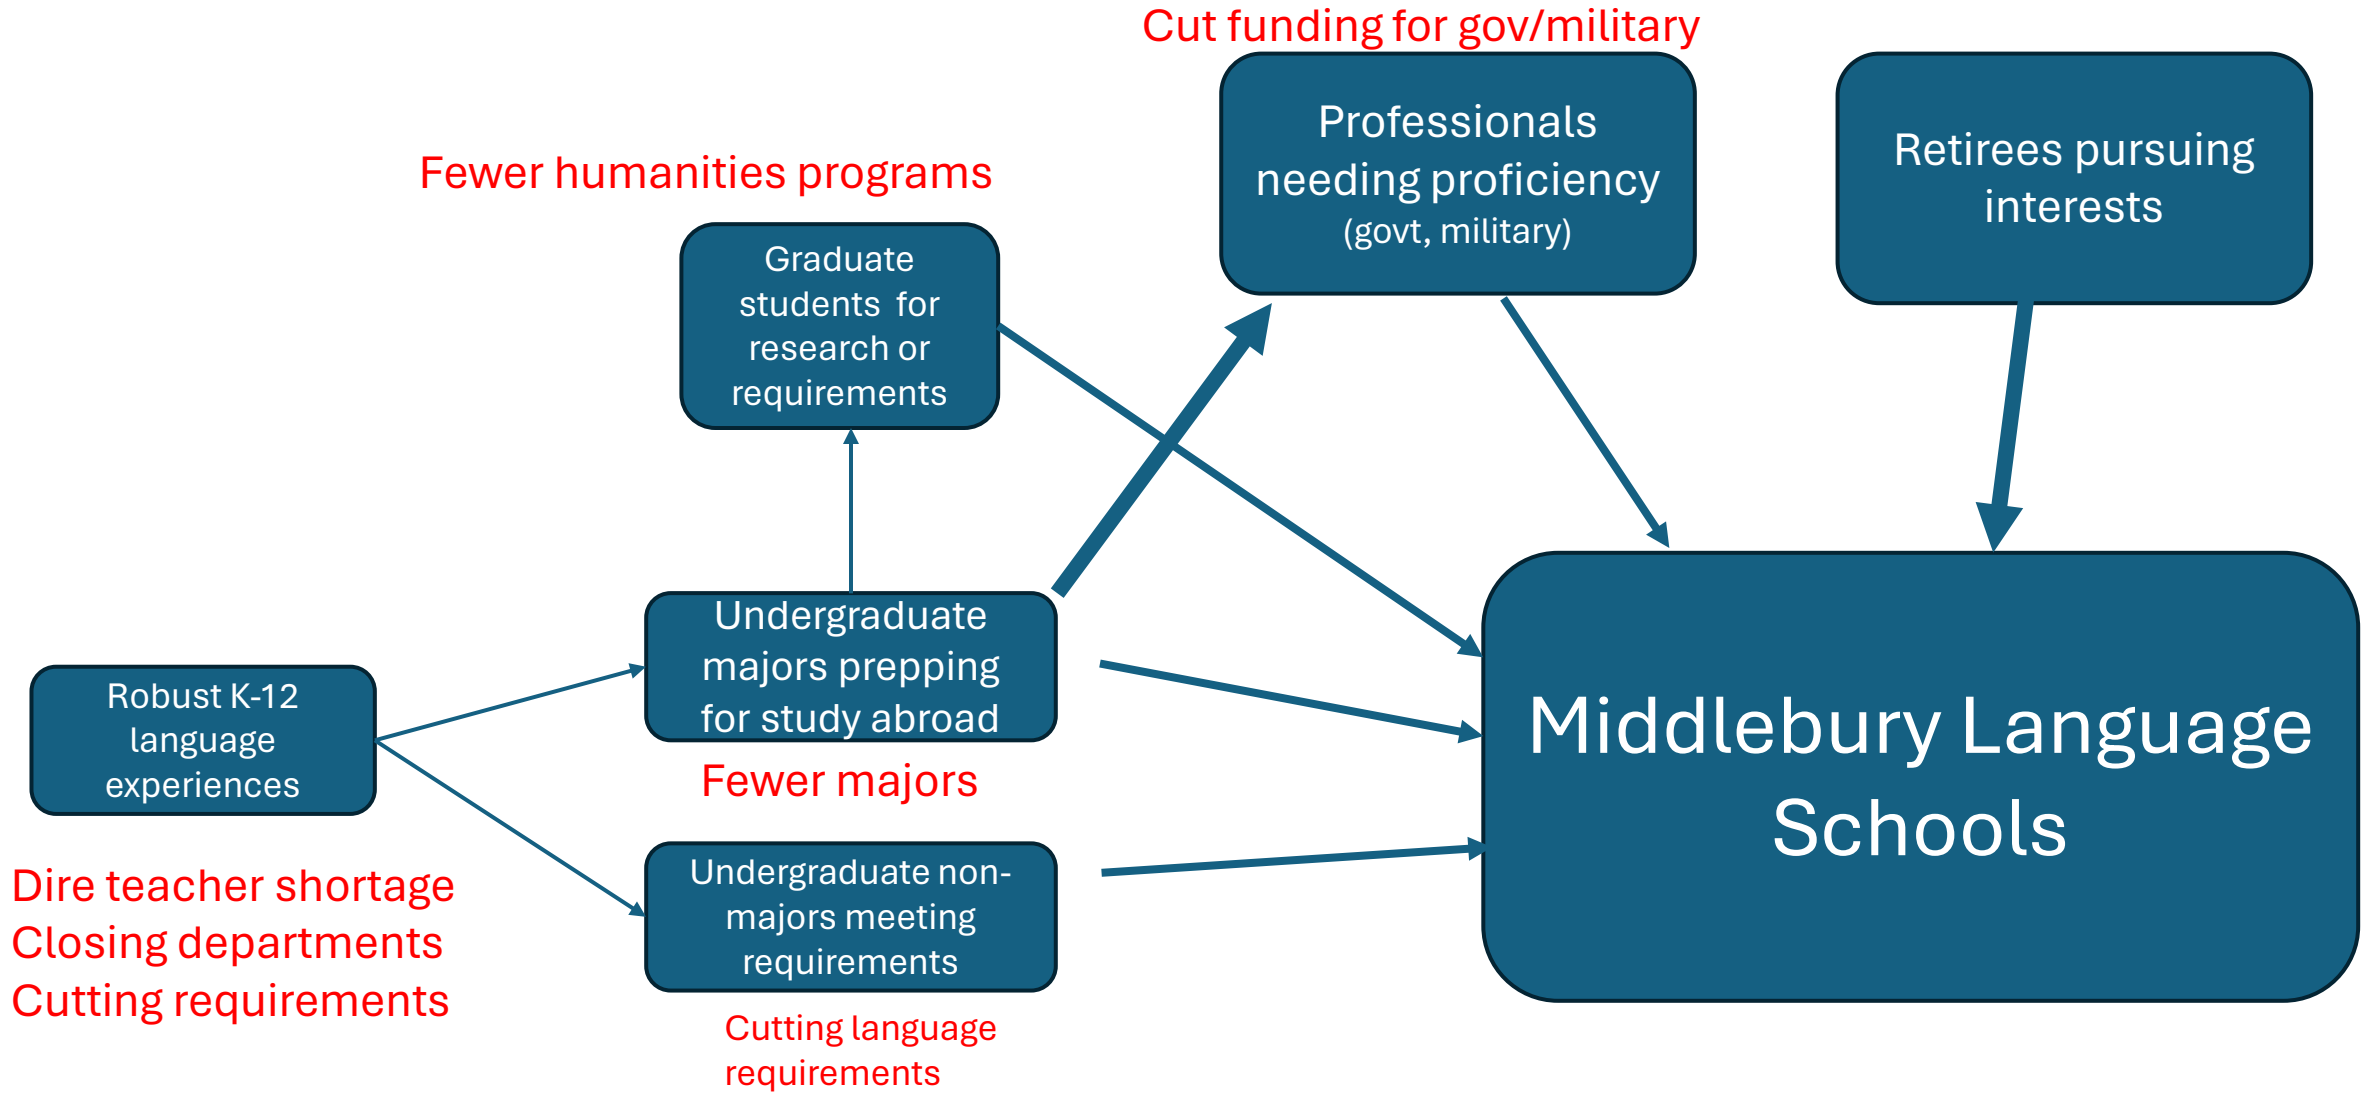 Cut funding for gov/military
Professionals
needing proficiency
(govt, military)
Retirees pursuing
interests
Fewer humanities programs
Graduate
students for
research or
requirements
Undergraduate
majors prepping
for study abroad
Fewer majors
Robust K-12
language
experiences
Dire teacher shortage
Closing departments
Cutting requirements
Undergraduate non-
majors meeting
requirements
Cutting language
requirements
Middlebury Language
Schools